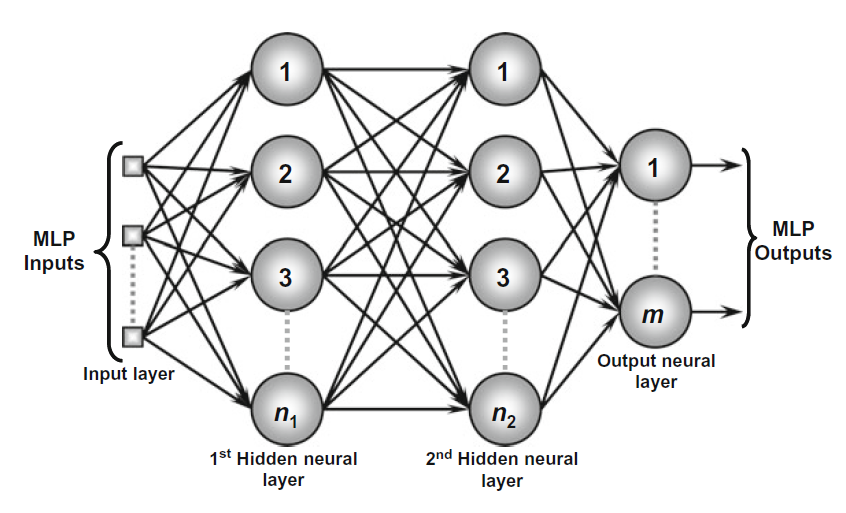 1
1
2
2
1
3
3
m
n₁
n₂
MLP
Inputs
MLP
Outputs
Input layer
Output neural
layer
1ˢᵗ Hidden neural
layer
2ⁿᵈ Hidden neural
layer